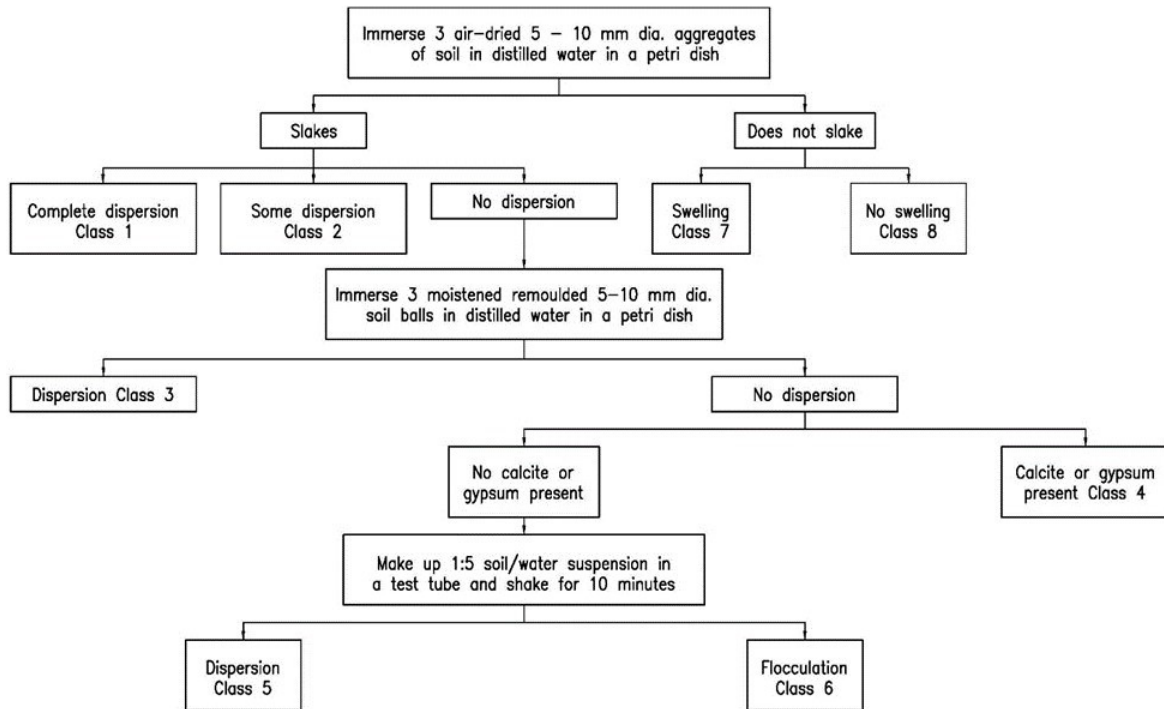 Immerse 3 air-dried 5 – 10 mm dia. aggregates
of soil in distilled water in a petri dish
Slakes
Does not slake
Complete dispersion
Class 1
Some dispersion
Class 2
No dispersion
Swelling
Class 7
No swelling
Class 8
Immerse 3 moistened remoulded 5–10 mm dia.
soil balls in distilled water in a petri dish
Dispersion Class 3
No dispersion
No calcite or
gypsum present
Calcite or gypsum
present Class 4
Make up 1:5 soil/water suspension in
a test tube and shake for 10 minutes
Dispersion
Class 5
Flocculation
Class 6